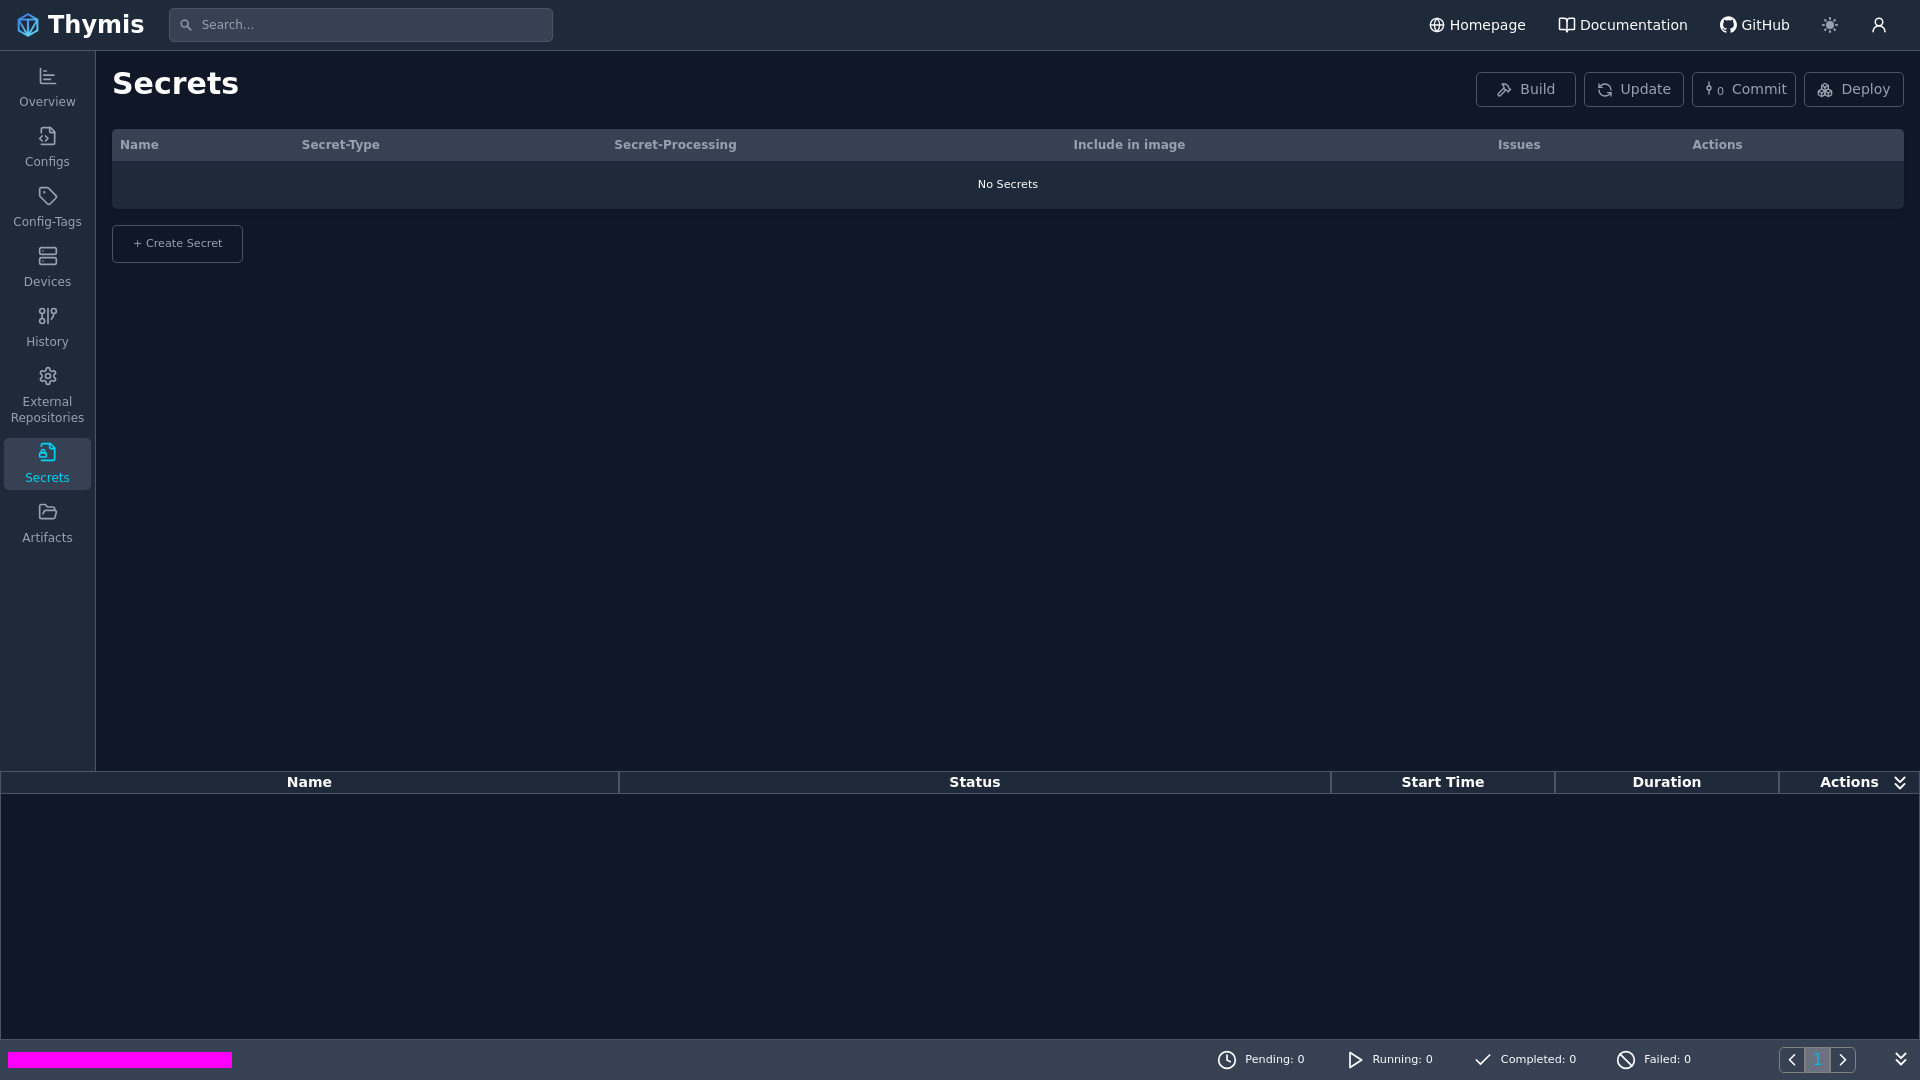 Thymis
Search...
Homepage
Documentation
GitHub
Overview
Configs
Config-Tags
Devices
History
External
Repositories
Secrets
Artifacts
Secrets
Build
Update
0 Commit
Deploy
Name Secret-Type Secret-Processing Include in image Issues Actions
No Secrets
+ Create Secret
Name Status Start Time Duration Actions
Pending: 0
Running: 0
Completed: 0
Failed: 0
1